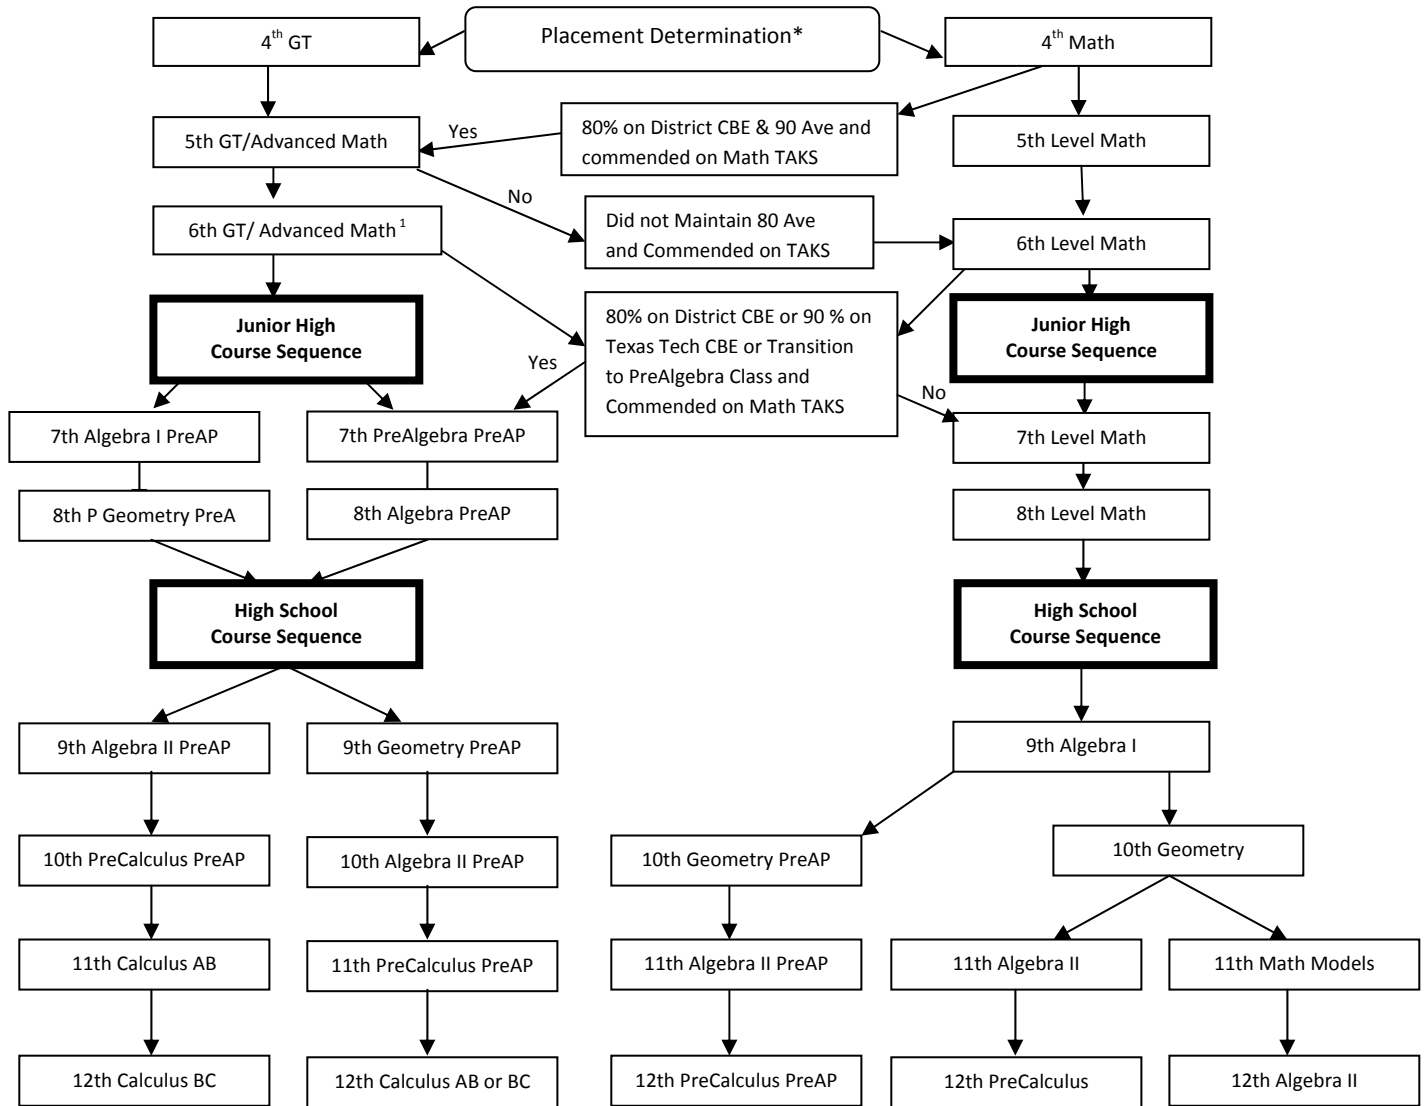 4th GT
Placement Determination*
4th Math
5th GT/Advanced Math
Yes
80% on District CBE & 90 Ave and
commended on Math TAKS
5th Level Math
No
6th GT/ Advanced Math 1
Did not Maintain 80 Ave
and Commended on TAKS
6th Level Math
Junior High
Course Sequence
80% on District CBE or 90 % on
Texas Tech CBE or Transition
to PreAlgebra Class and
Commended on Math TAKS
Junior High
Course Sequence
Yes
No
7th Algebra I PreAP
7th PreAlgebra PreAP
7th Level Math
8th P Geometry PreA
8th Algebra PreAP
8th Level Math
High School
Course Sequence
High School
Course Sequence
9th Algebra II PreAP
9th Geometry PreAP
9th Algebra I
10th PreCalculus PreAP
10th Algebra II PreAP
10th Geometry PreAP
10th Geometry
11th Calculus AB
11th PreCalculus PreAP
11th Algebra II PreAP
11th Algebra II
11th Math Models
12th Calculus BC
12th Calculus AB or BC
12th PreCalculus PreAP
12th PreCalculus
12th Algebra II